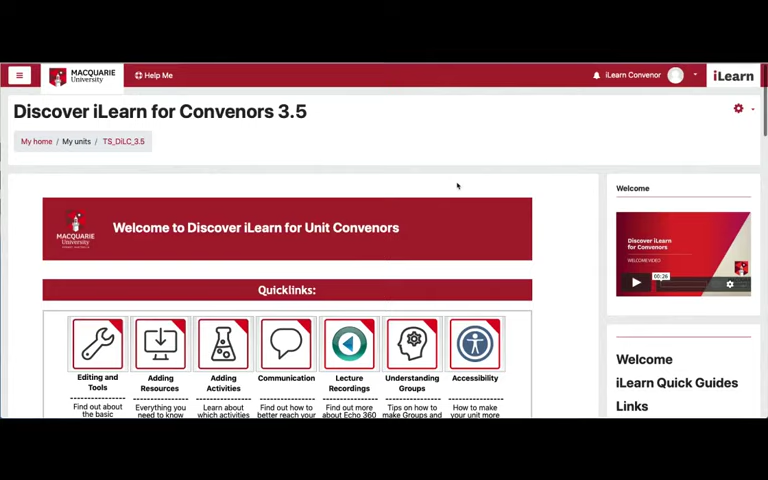 MACQUARIE
University
Help Me
iLearn Convenor
iLearn
Discover iLearn for Convenors 3.5
My home / My units / TS_DiLC_3.5
MACQUARIE
University
Welcome to Discover iLearn for Unit Convenors
Quicklinks:
Editing and
Tools
Find out about
the basic
Adding
Resources
Everything you
need to know
Adding
Activities
Learn about
which activities
Communication
Find out how to
better reach your
Lecture
Recordings
Find out more
about Echo 360
Understanding
Groups
Tips on how to
make Groups and
Accessibility
How to make
your unit more
Welcome
Discover iLearn
for Convenors
WELCOME VIDEO
00:26
Welcome
iLearn Quick Guides
Links